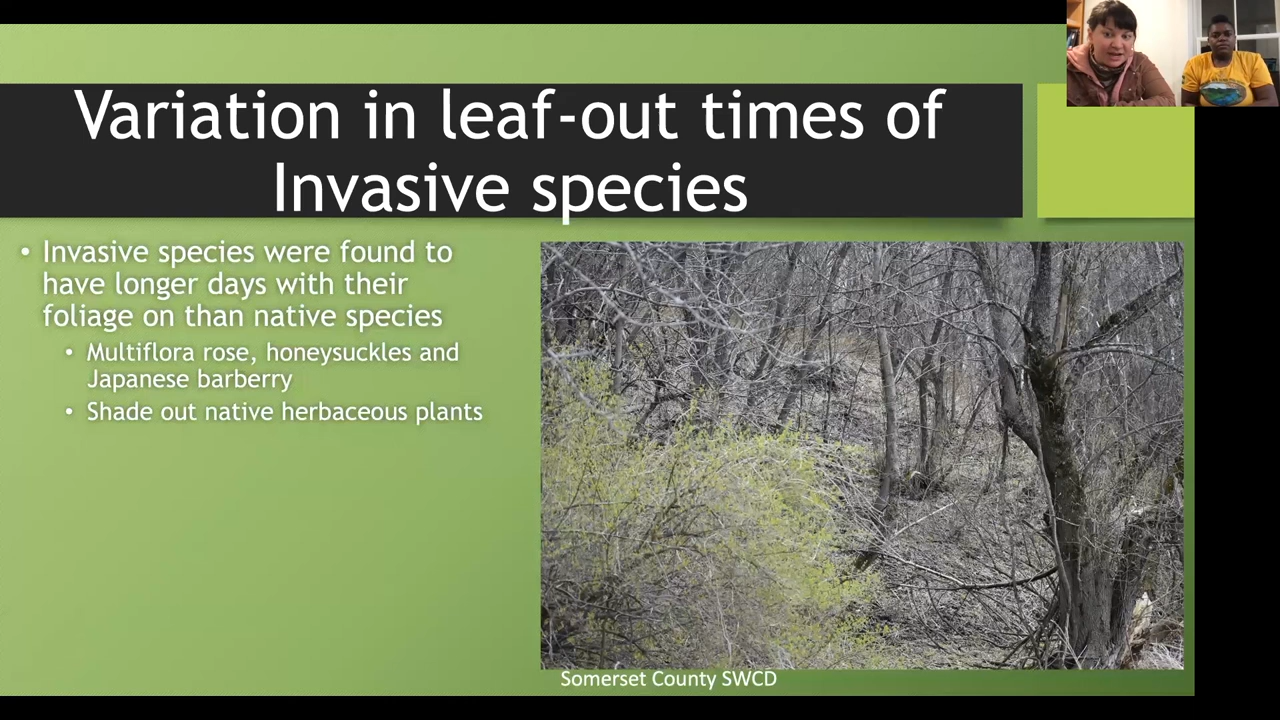 Variation in leaf-out times of
Invasive species
• Invasive species were found to
have longer days with their
foliage on than native species
• Multiflora rose, honeysuckles and
Japanese barberry
• Shade out native herbaceous plants
Somerset County SWCD